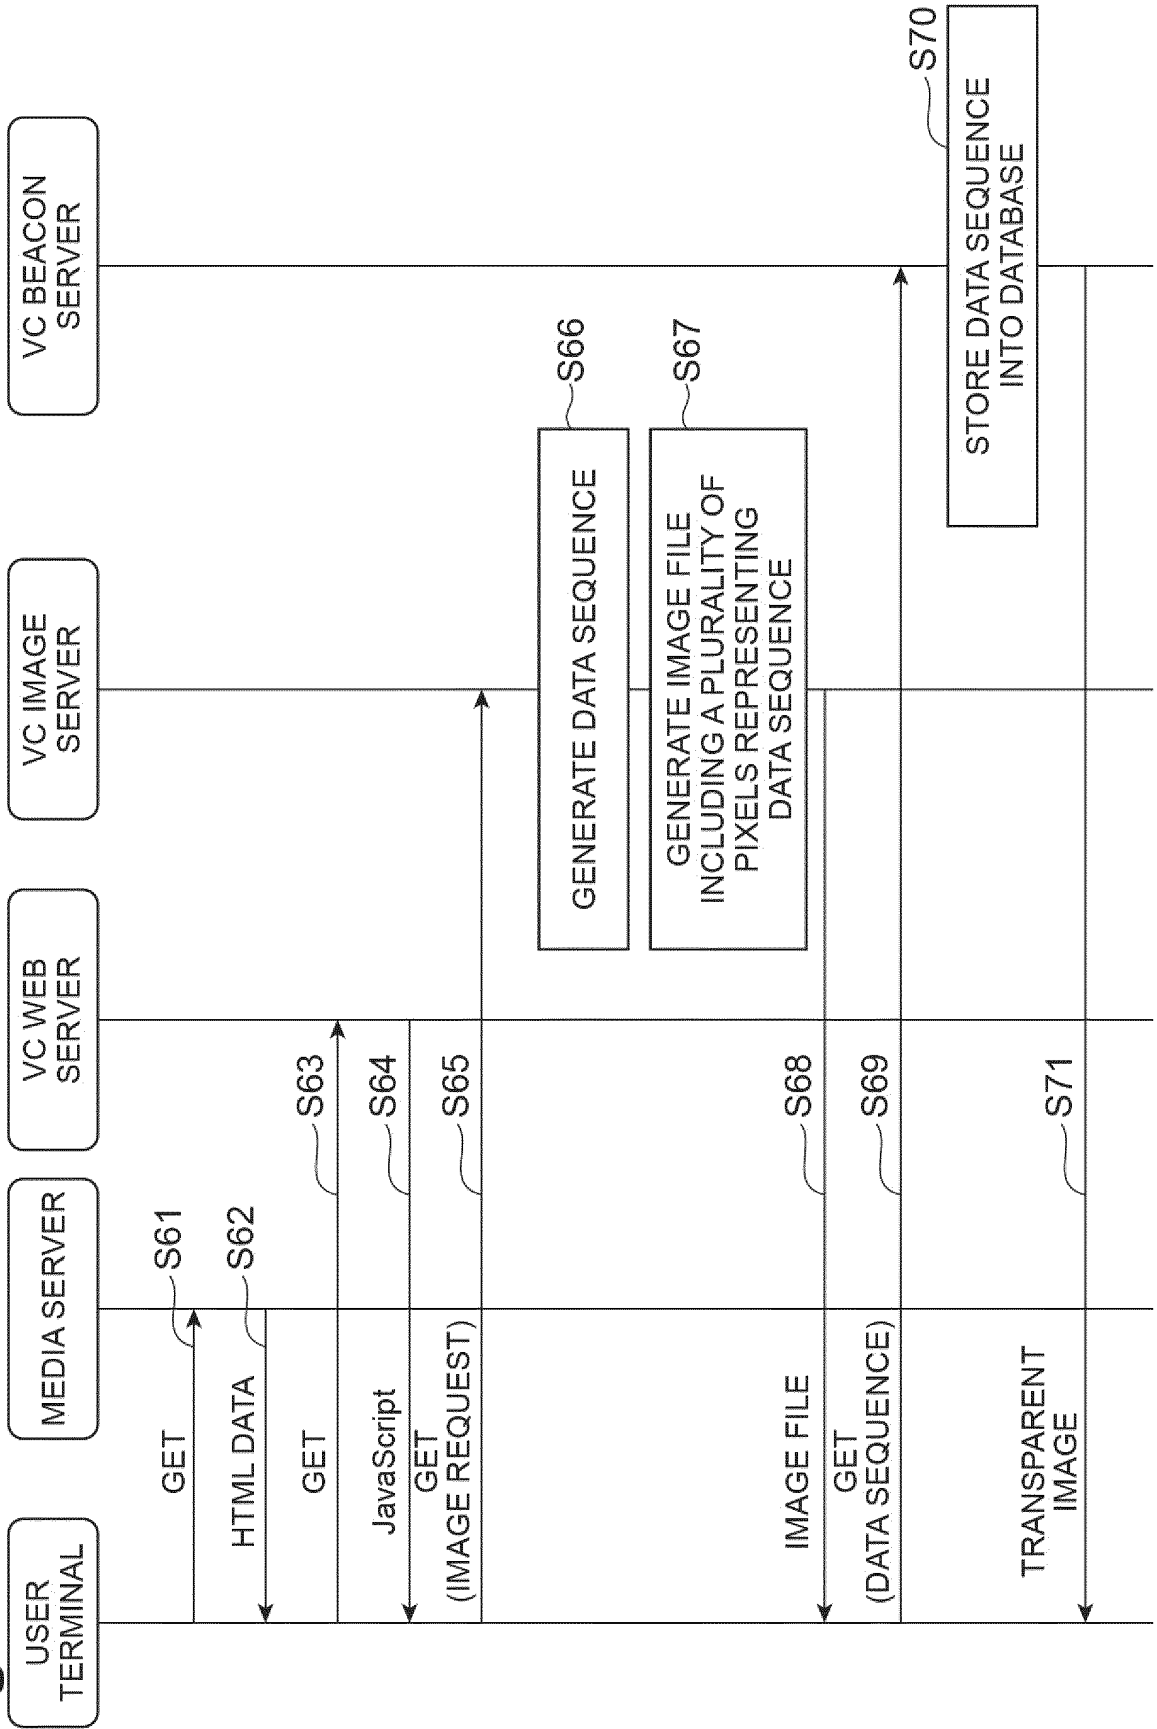 USER
TERMINAL
MEDIA SERVER
VC WEB
SERVER
VC IMAGE
SERVER
VC BEACON
SERVER
GET
S61
HTML DATA
S62
GET
S63
JavaScript
S64
GET
(IMAGE REQUEST)
S65
GENERATE DATA SEQUENCE
S66
GENERATE IMAGE FILE
INCLUDING A PLURALITY OF
PIXELS REPRESENTING
DATA SEQUENCE
S67
IMAGE FILE
S68
GET
(DATA SEQUENCE)
S69
STORE DATA SEQUENCE
INTO DATABASE
S70
TRANSPARENT
IMAGE
S71